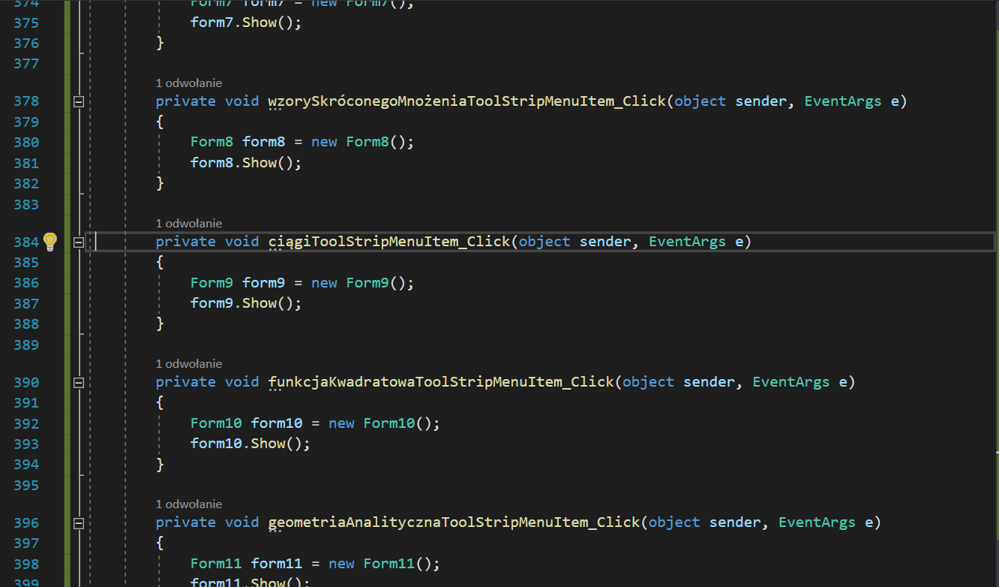 374 Form7 form7 = new Form7();
375 form7.Show();
376 }
377
1 odwołanie
378 private void wzorySkróconegoMnożeniaToolStripMenuItem_Click(object sender, EventArgs e)
379 {
380 Form8 form8 = new Form8();
381 form8.Show();
382 }
383
1 odwołanie
384 private void ciągiToolStripMenuItem_Click(object sender, EventArgs e)
385 {
386 Form9 form9 = new Form9();
387 form9.Show();
388 }
389
1 odwołanie
390 private void funkcjaKwadratowaToolStripMenuItem_Click(object sender, EventArgs e)
391 {
392 Form10 form10 = new Form10();
393 form10.Show();
394 }
395
1 odwołanie
396 private void geometriaAnalitycznaToolStripMenuItem_Click(object sender, EventArgs e)
397 {
398 Form11 form11 = new Form11();
399 form11.Show();